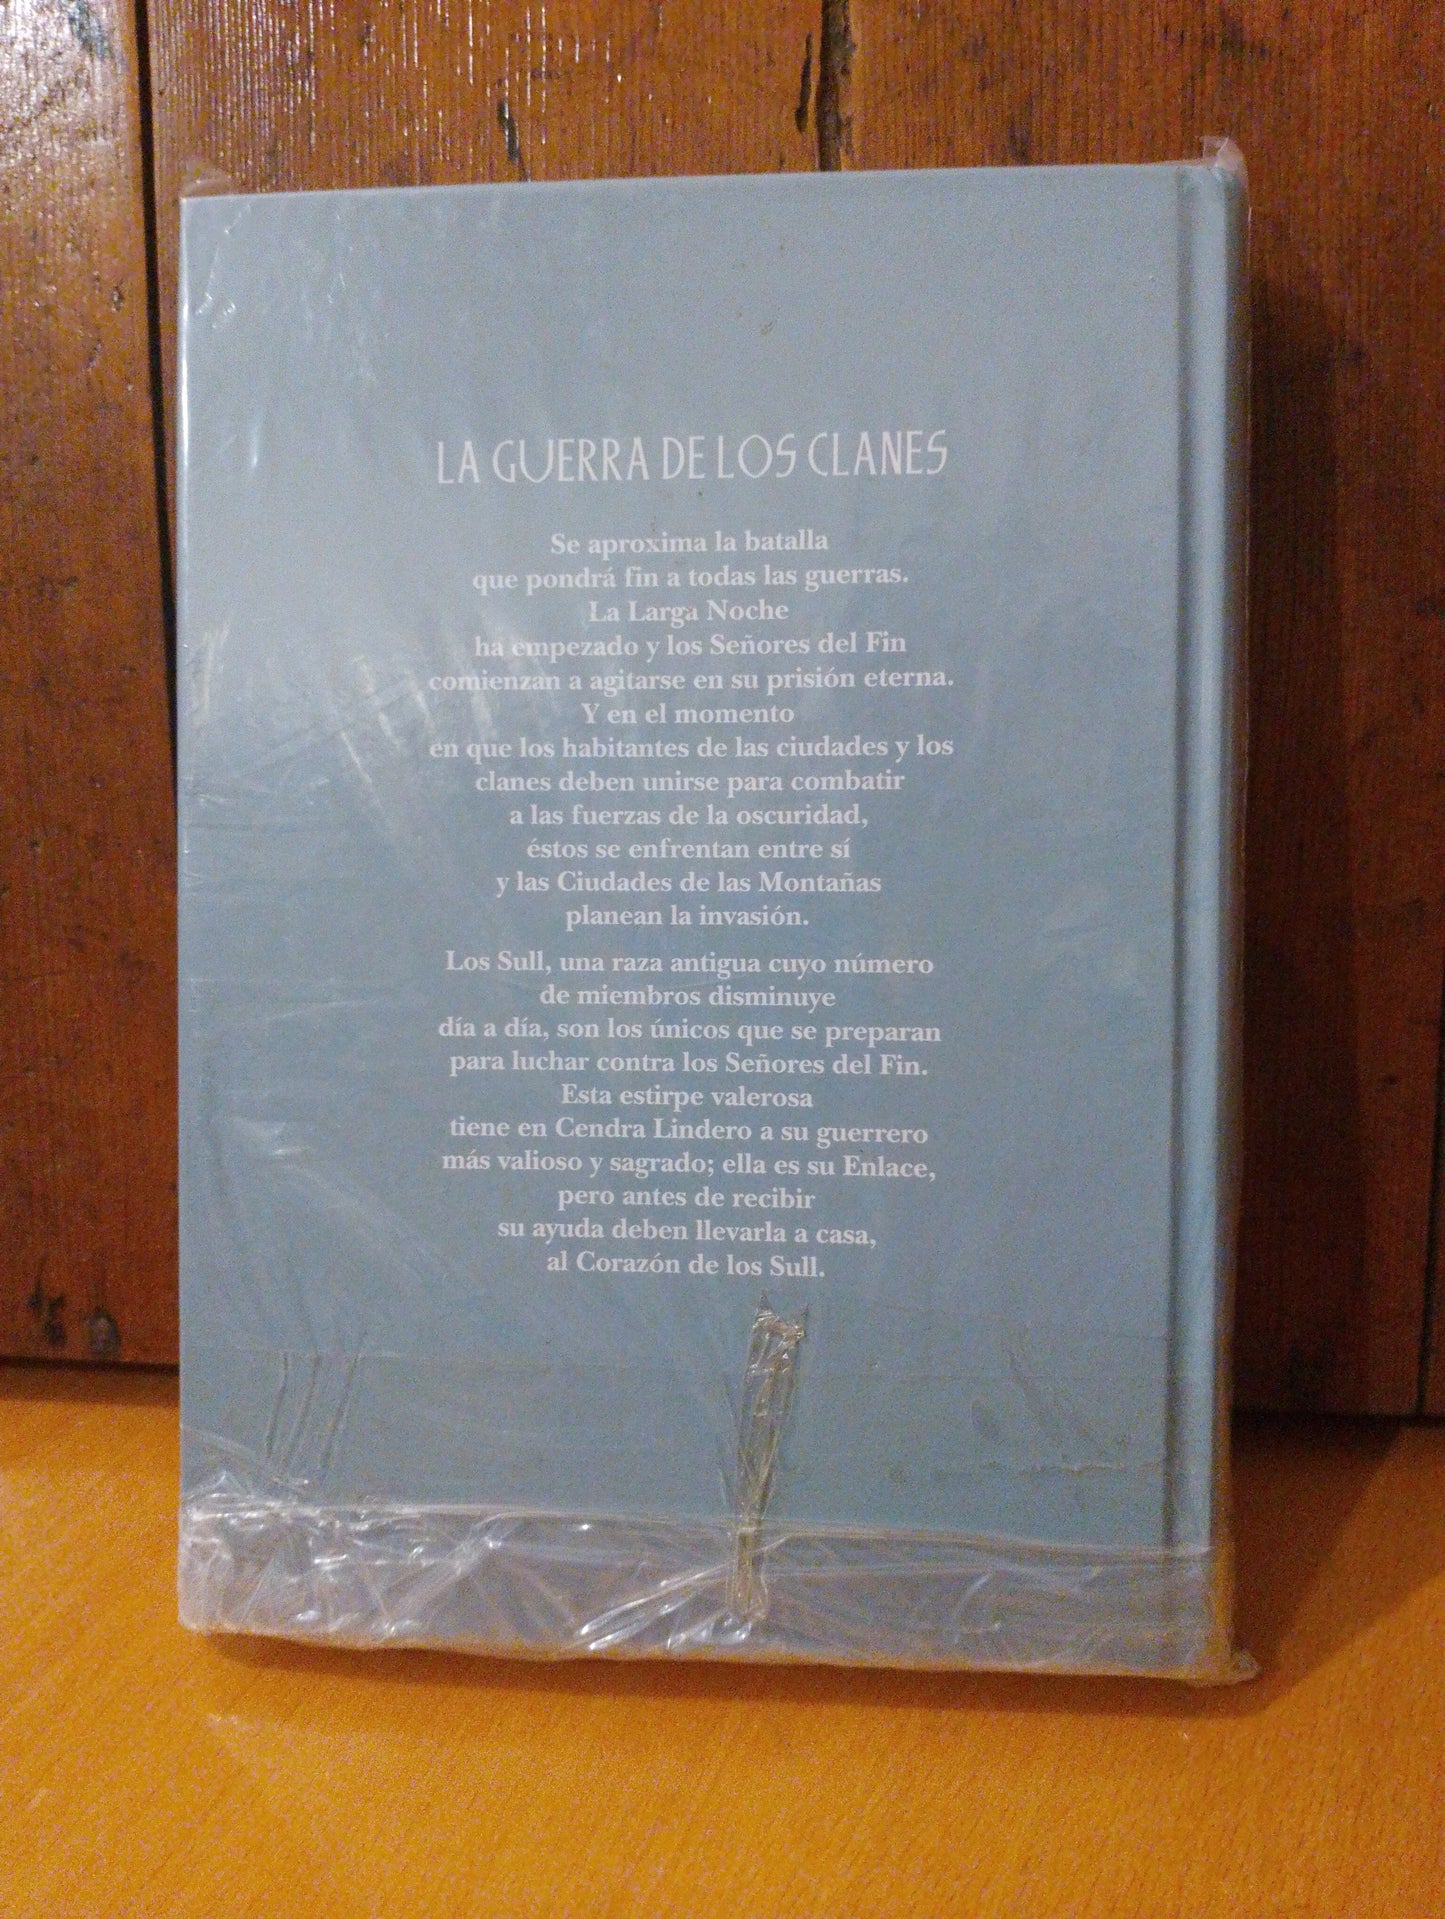 LA GUERRA DE LOS CLANES
Se aproxima la batalla
que pondrá fin a todas las guerras.
La Larga Noche
ha empezado y los Señores del Fin
comienzan a agitarse en su prisión eterna.
Y en el momento
en que los habitantes de las ciudades y los
clanes deben unirse para combatir
a las fuerzas de la oscuridad,
éstos se enfrentan entre sí
y las Ciudades de las Montañas
planean la invasión.
Los Sull, una raza antigua cuyo número
de miembros disminuye
día a día, son los únicos que se preparan
para luchar contra los Señores del Fin.
Esta estirpe valerosa
tiene en Cendra Lindero a su guerrero
más valioso y sagrado; ella es su Enlace,
pero antes de recibir
su ayuda deben llevarla a casa,
al Corazón de los Sull.